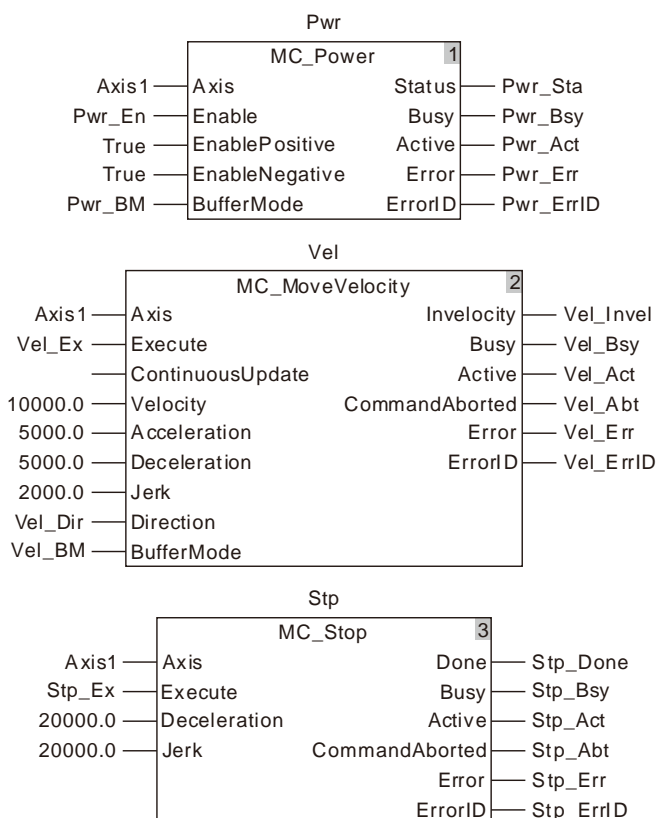 Pwr
MC_Power 1
Axis1 Axis Status Pwr_Sta
Pwr_En Enable Busy Pwr_Bsy
True EnablePositive Active Pwr_Act
True EnableNegative Error Pwr_Err
Pwr_BM BufferMode ErrorID Pwr_ErrID
Vel
MC_MoveVelocity 2
Axis1 Axis Invelocity Vel_Invel
Vel_Ex Execute Busy Vel_Bsy
ContinuousUpdate Active Vel_Act
10000.0 Velocity CommandAborted Vel_Abt
5000.0 Acceleration Error Vel_Err
5000.0 Deceleration ErrorID Vel_ErrID
2000.0 Jerk
Vel_Dir Direction
Vel_BM BufferMode
Stp
MC_Stop 3
Axis1 Axis Done Stp_Done
Stp_Ex Execute Busy Stp_Bsy
20000.0 Deceleration Active Stp_Act
20000.0 Jerk CommandAborted Stp_Abt
Error Stp_Err
ErrorID Stp_ErrID